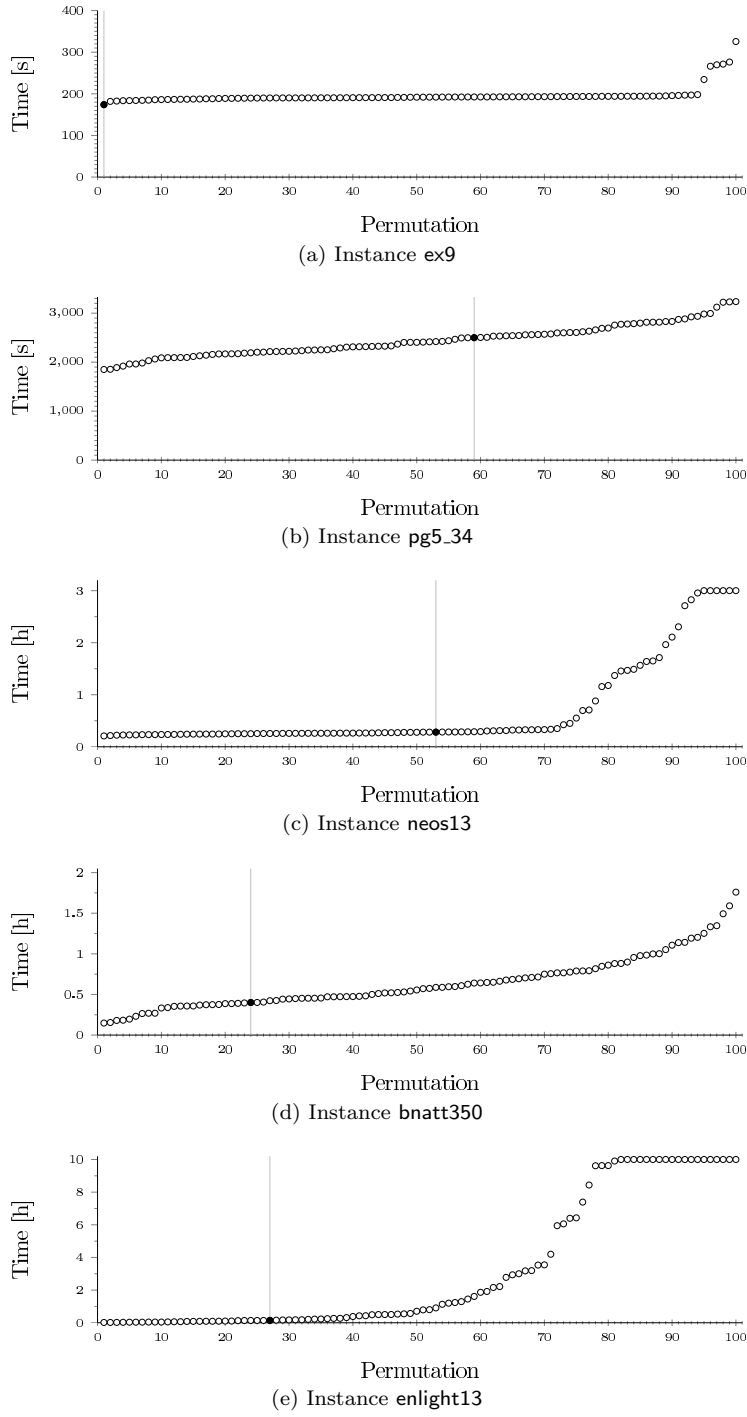 400
300
200
100
0
Time [s]
0 10 20 30 40 50 60 70 80 90 100
Permutation
(a) Instance ex9
3,000
2,000
1,000
0
Time [s]
0 10 20 30 40 50 60 70 80 90 100
Permutation
(b) Instance pg5_34
3
2
1
0
Time [h]
0 10 20 30 40 50 60 70 80 90 100
Permutation
(c) Instance neos13
2
1.5
1
0.5
0
Time [h]
0 10 20 30 40 50 60 70 80 90 100
Permutation
(d) Instance bnatt350
10
8
6
4
2
0
Time [h]
0 10 20 30 40 50 60 70 80 90 100
Permutation
(e) Instance enlight13